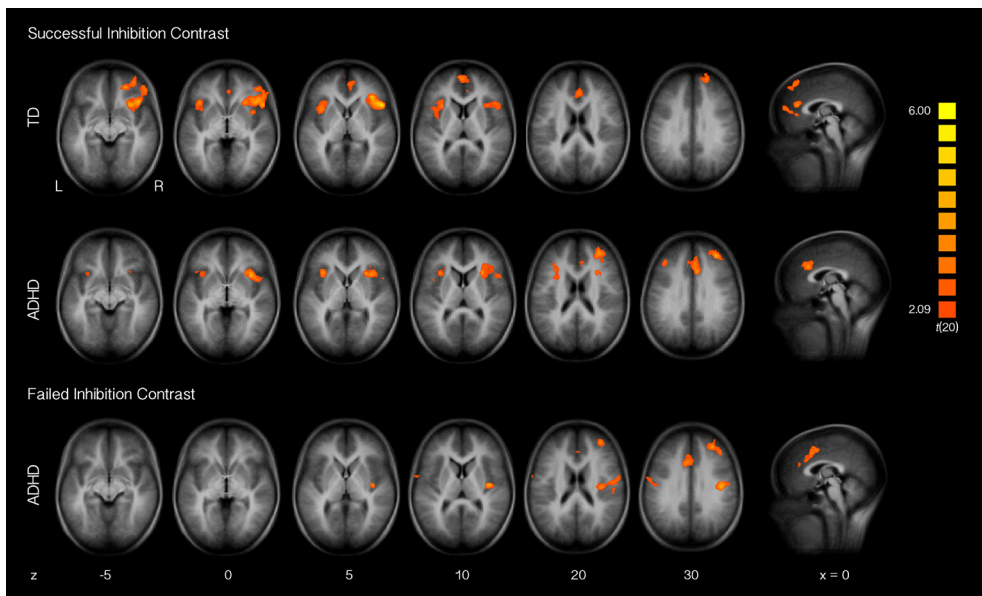 Successful Inhibition Contrast
TD
L
R
6.00
2.09
t(20)
ADHD
Failed Inhibition Contrast
ADHD
z
-5
0
5
10
20
30
x = 0